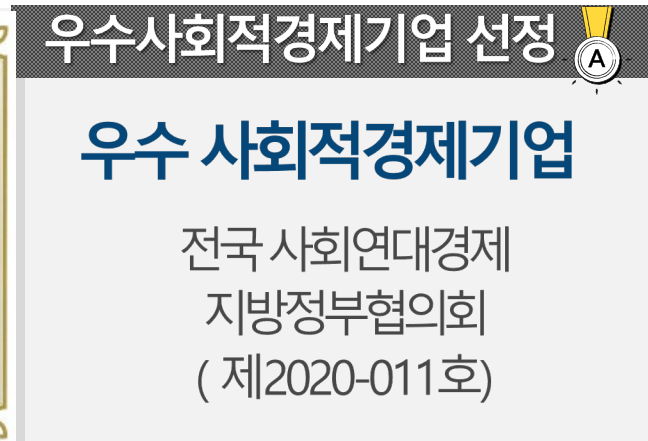 우수사회적경제기업 선정
A
우수 사회적경제기업
전국 사회연대경제
지방정부협의회
( 제2020-011호)